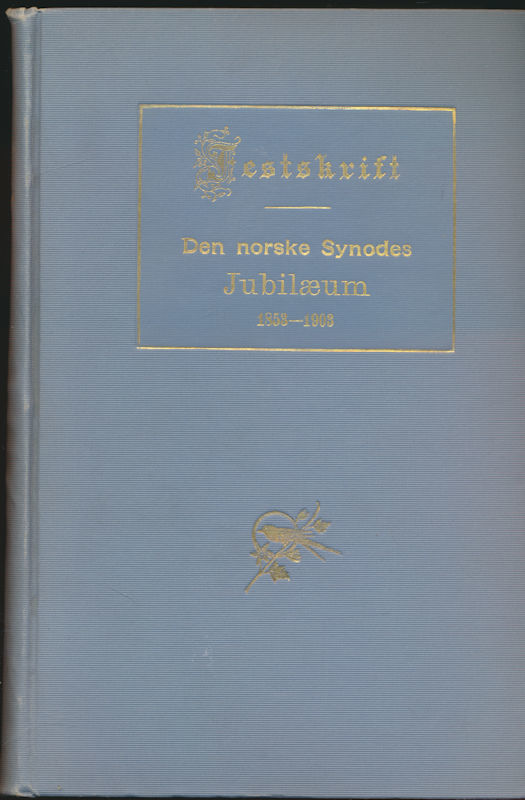 Festskrift
Den norske Synodes
Jubilæum
1853—1903